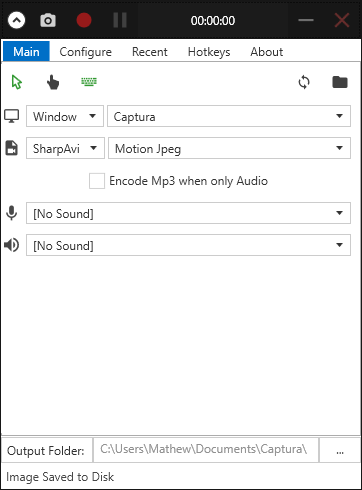 00:00:00
Main Configure Recent Hotkeys About
Window Captura
SharpAvi Motion Jpeg
Encode Mp3 when only Audio
[No Sound]
[No Sound]
Output Folder: C:\Users\Mathew\Documents\Captura\ ...
Image Saved to Disk